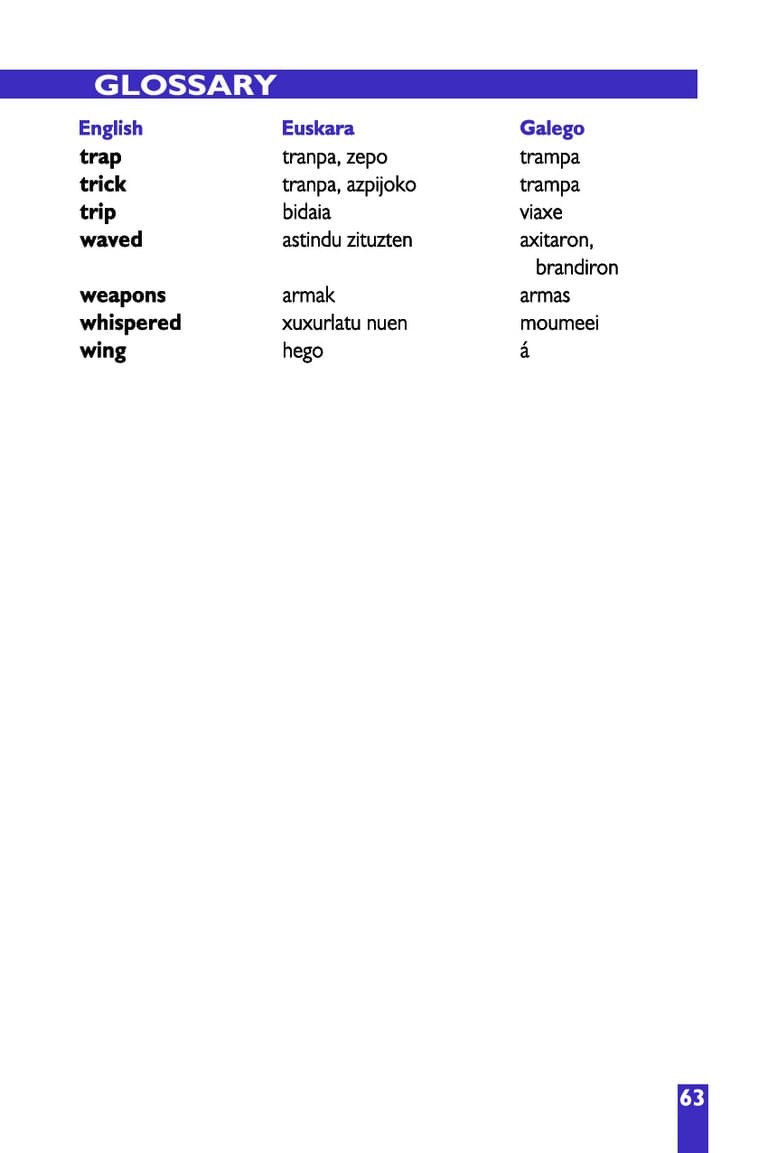 GLOSSARY
English Euskara Galego
trap tranpa, zepo trampa
trick tranpa, azpijoko trampa
trip bidaia viaxe
waved astindu zituzten axitaron,
brandiron
weapons armak armas
whispered xuxurlatu nuen moumeei
wing hego á
63